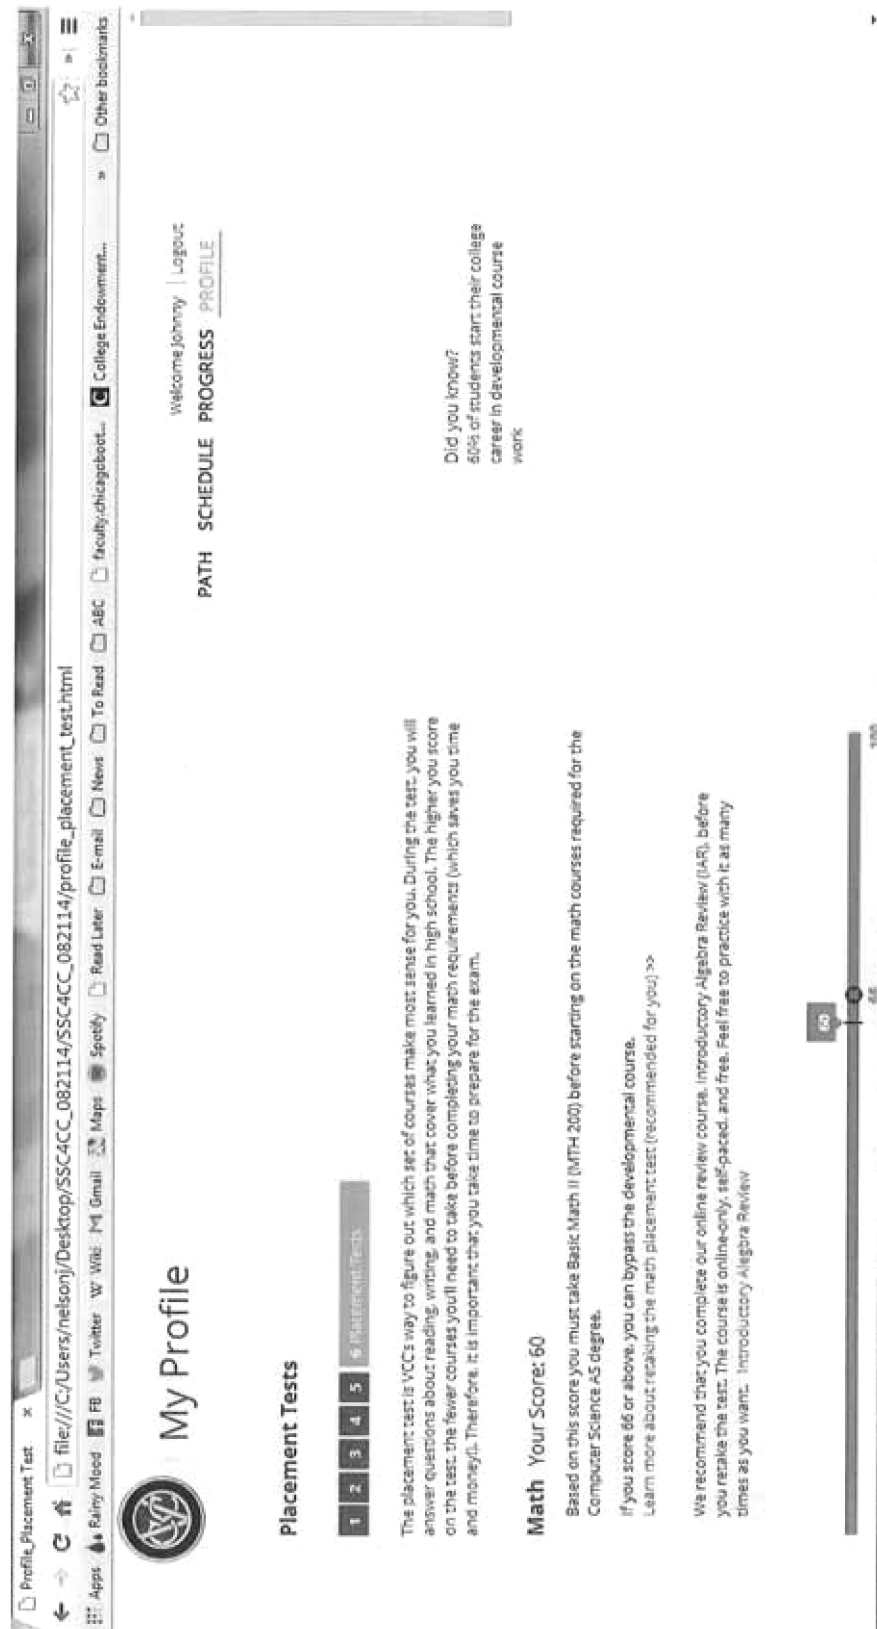 Profile_Placement Test
file:///C:/Users/nelsonj/Desktop/SSC4CC_082114/SSC4CC_082114/profile_placement_test.html
Apps Rainy Mood FB Twitter W Wiki Gmail Maps Spotify Read Later E-mail News To Read ABC faculty.chicagoboot... C College Endowment... » Other bookmarks
My Profile
Welcome Johnny | Logout
PATH SCHEDULE PROGRESS PROFILE
Placement Tests
1 2 3 4 5 6 Placement Tests
The placement test is VCC's way to figure out which set of courses make most sense for you. During the test, you will
answer questions about reading, writing, and math that cover what you learned in high school. The higher you score
on the test, the fewer courses you'll need to take before completing your math requirements (which saves you time
and money!). Therefore, it is important that you take time to prepare for the exam.
Did you know?
60% of students start their college
career in developmental course
work
Math Your Score: 60
Based on this score you must take Basic Math II (MTH 200) before starting on the math courses required for the
Computer Science AS degree.
If you score 66 or above, you can bypass the developmental course.
Learn more about retaking the math placement test (recommended for you) >>
We recommend that you complete our online review course, Introductory Algebra Review (IAR), before
you retake the test. The course is online-only, self-paced, and free. Feel free to practice with it as many
times as you want. Introductory Alegbra Review
60
66
100